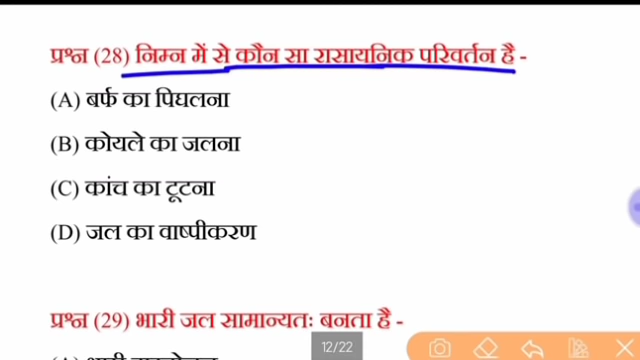 प्रश्न (28) निम्न में से कौन सा रासायनिक परिवर्तन है -
(A) बर्फ का पिघलना
(B) कोयले का जलना
(C) कांच का टूटना
(D) जल का वाष्पीकरण
प्रश्न (29) भारी जल सामान्यतः बनता है -
12/22